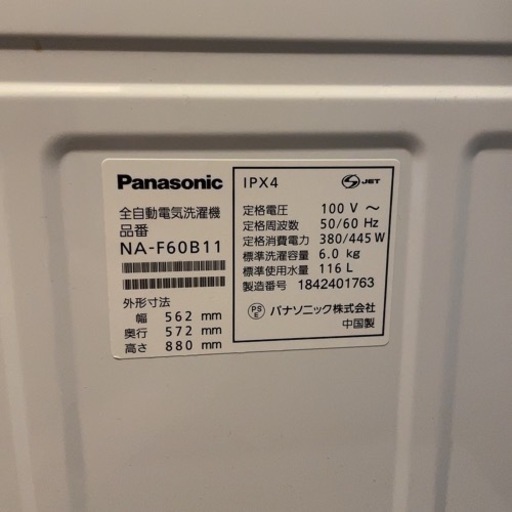 Panasonic
全自動電気洗濯機
品番
NA-F60B11
外形寸法
幅 562 mm
奥行 572 mm
高さ 880 mm
IPX4
JET
定格電圧 100 V ～
定格周波数 50/60 Hz
定格消費電力 380/445 W
標準洗濯容量 6.0 kg
標準使用水量 116 L
製造番号 1842401763
PS E パナソニック株式会社
中国製